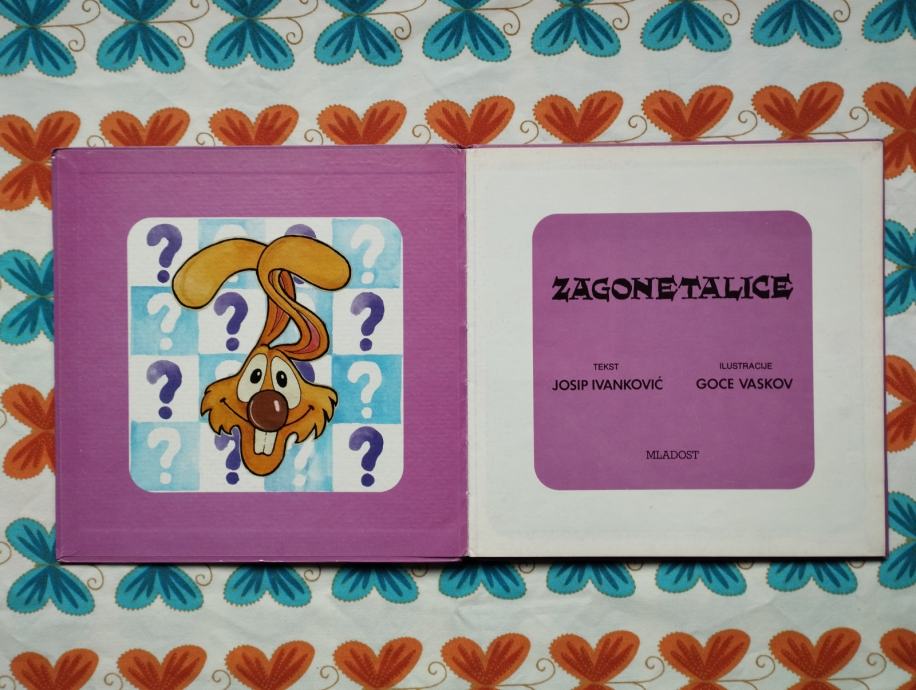 ? ? ? ?
? ? ?
? ? ?
? ? ? ?
ZAGONETALICE
TEKST
JOSIP IVANKOVIĆ
ILUSTRACIJE
GOCE VASKOV
MLADOST